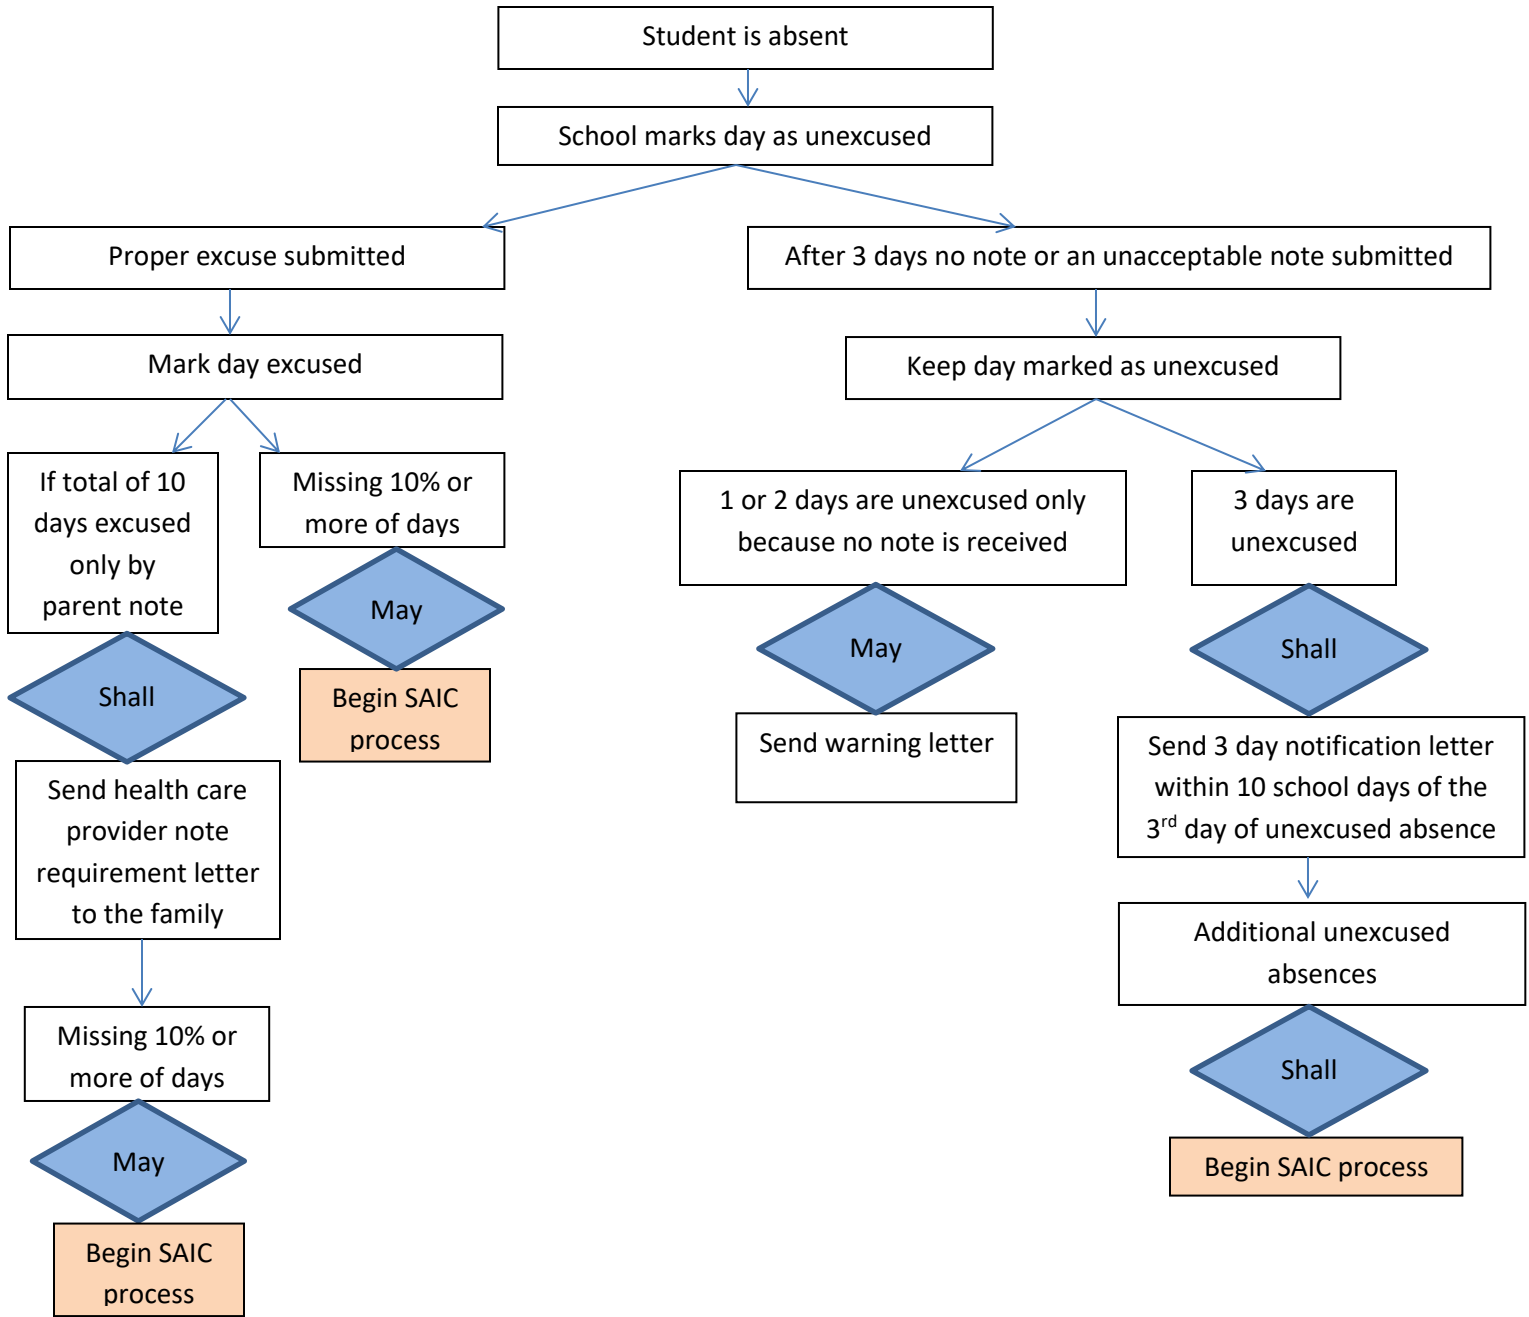 Student is absent
School marks day as unexcused
Proper excuse submitted
After 3 days no note or an unacceptable note submitted
Mark day excused
Keep day marked as unexcused
If total of 10
days excused
only by
parent note
Missing 10% or
more of days
1 or 2 days are unexcused only
because no note is received
3 days are
unexcused
May
May
Shall
Shall
Begin SAIC
process
Send warning letter
Send 3 day notification letter
within 10 school days of the
3rd day of unexcused absence
Send health care
provider note
requirement letter
to the family
Additional unexcused
absences
Missing 10% or
more of days
Shall
May
Begin SAIC process
Begin SAIC
process